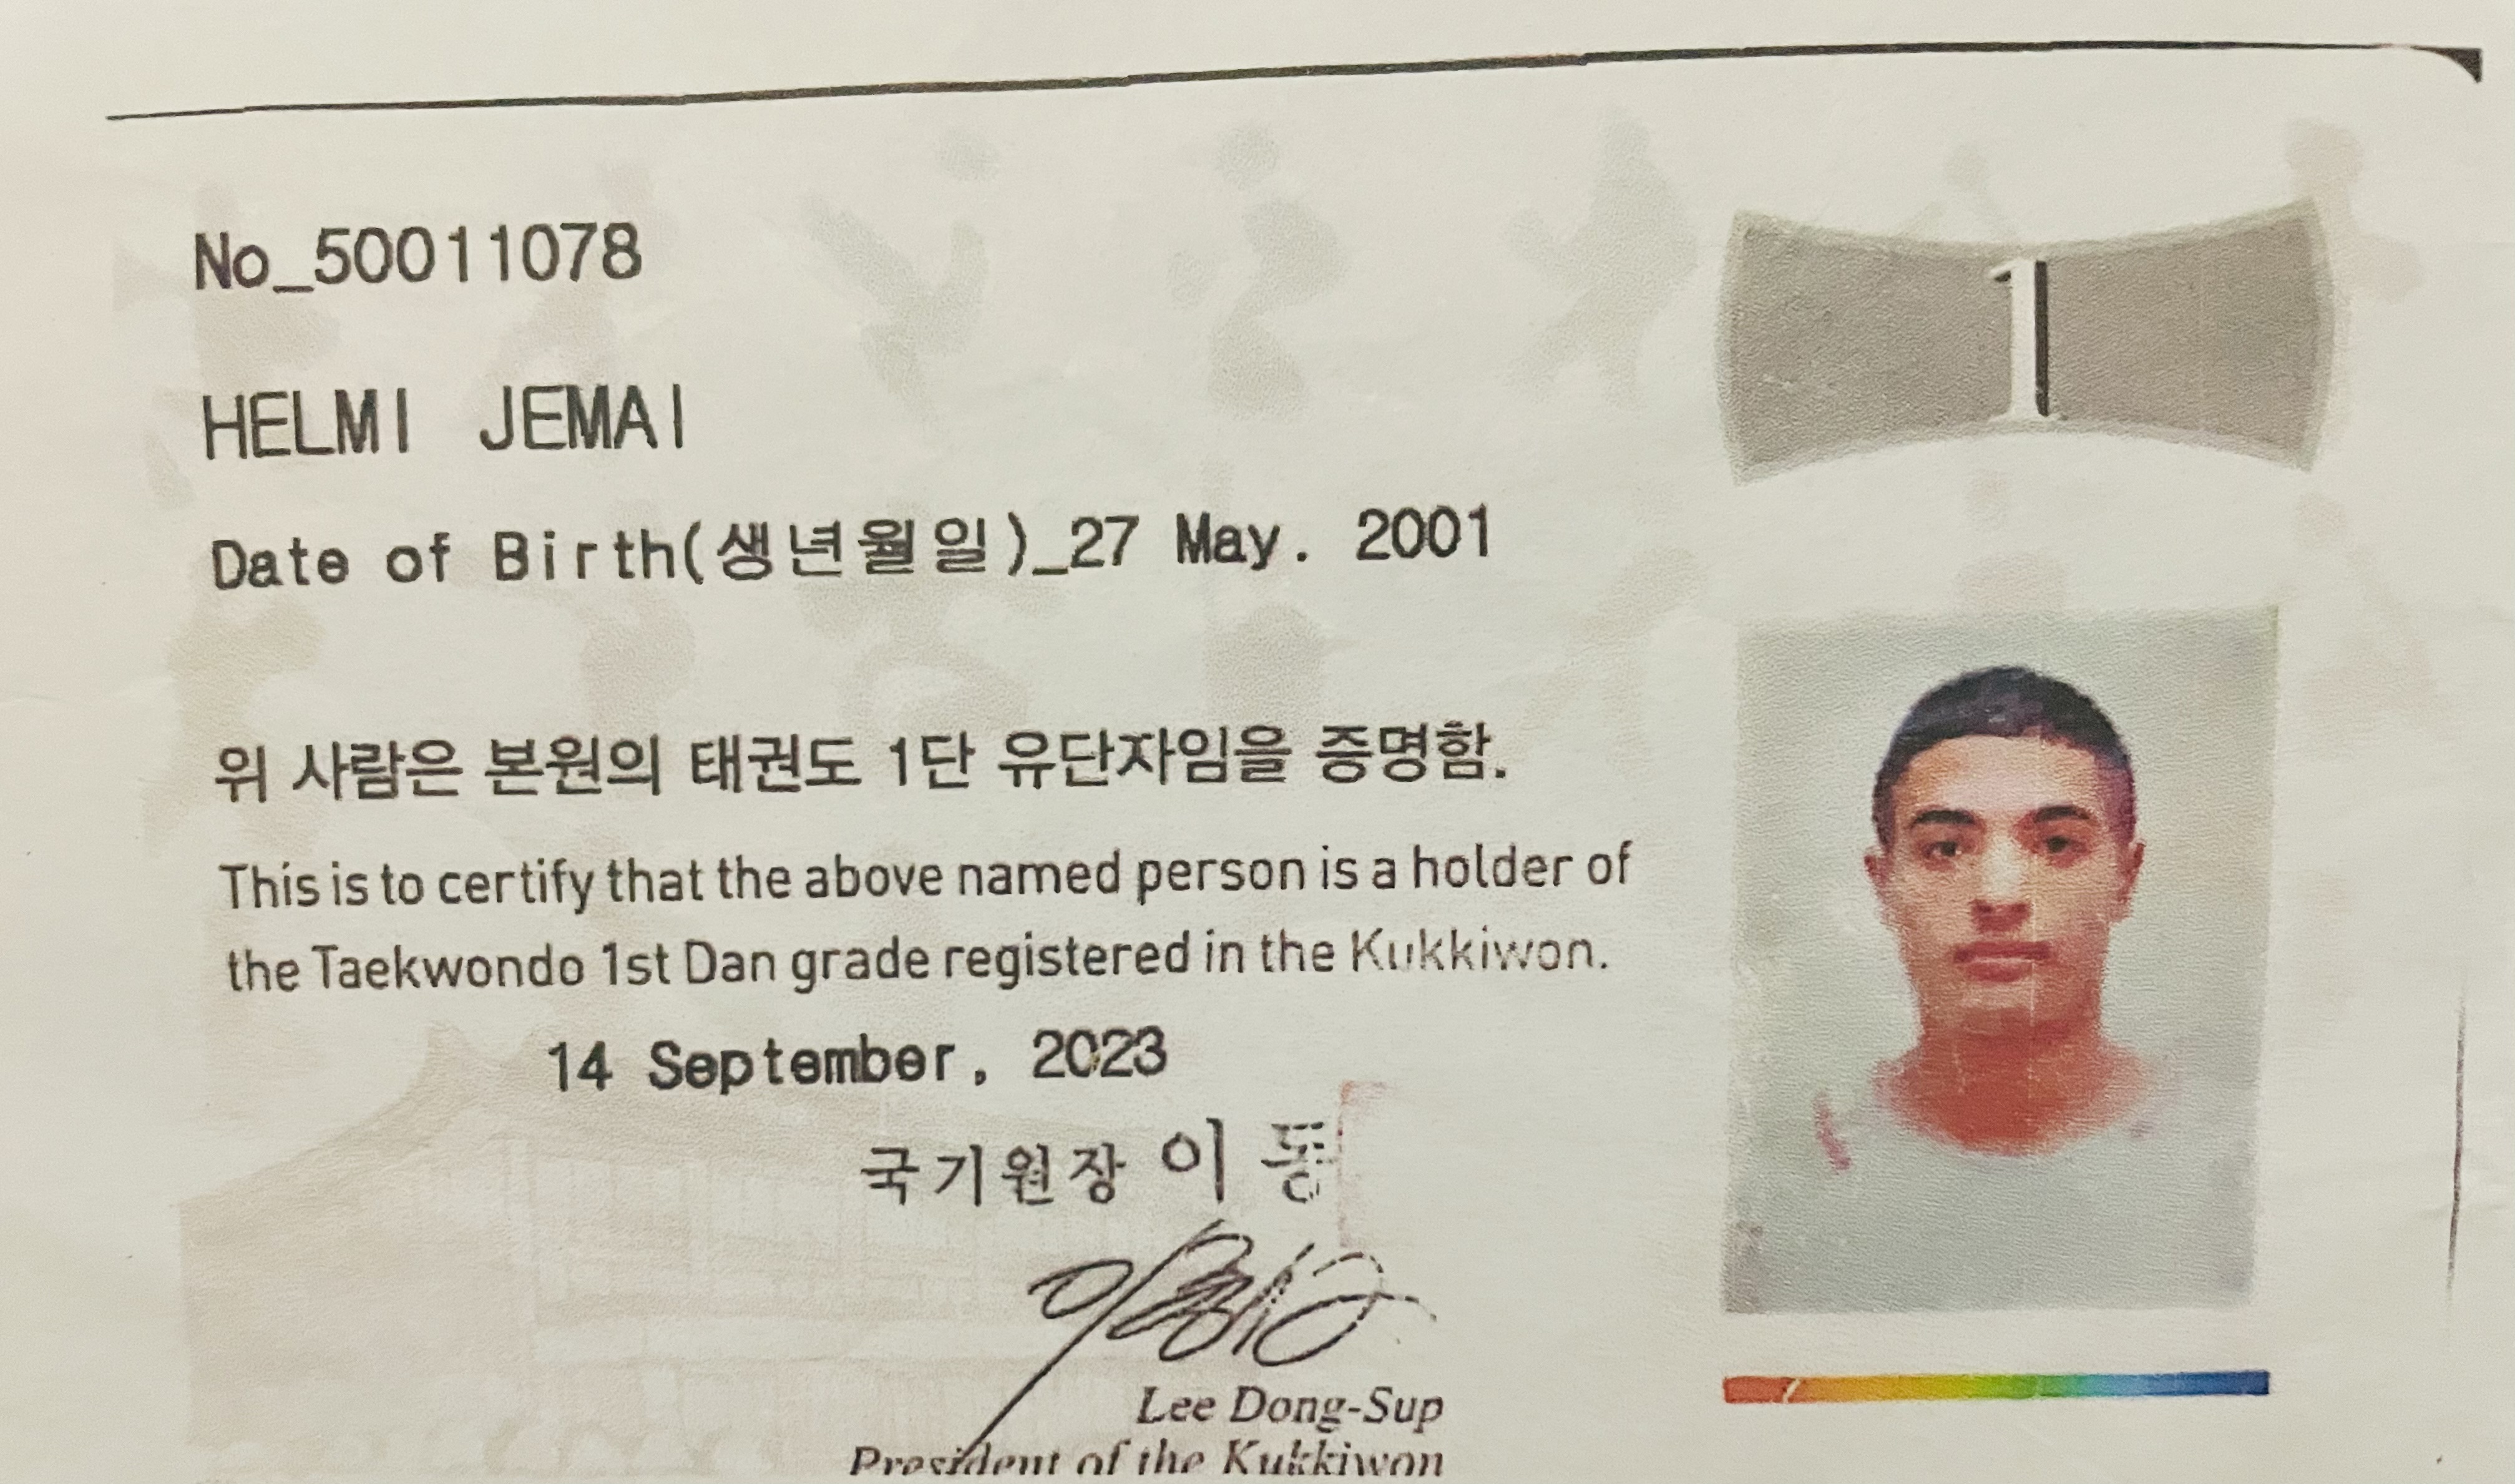 No_50011078
1
HELMI JEMAI
Date of Birth(생년월일)_27 May. 2001
위 사람은 본원의 태권도 1단 유단자임을 증명함.
This is to certify that the above named person is a holder of
the Taekwondo 1st Dan grade registered in the Kukkiwon.
14 September, 2023
국기원장 이 동
Lee Dong-Sup
President of the Kukkiwon